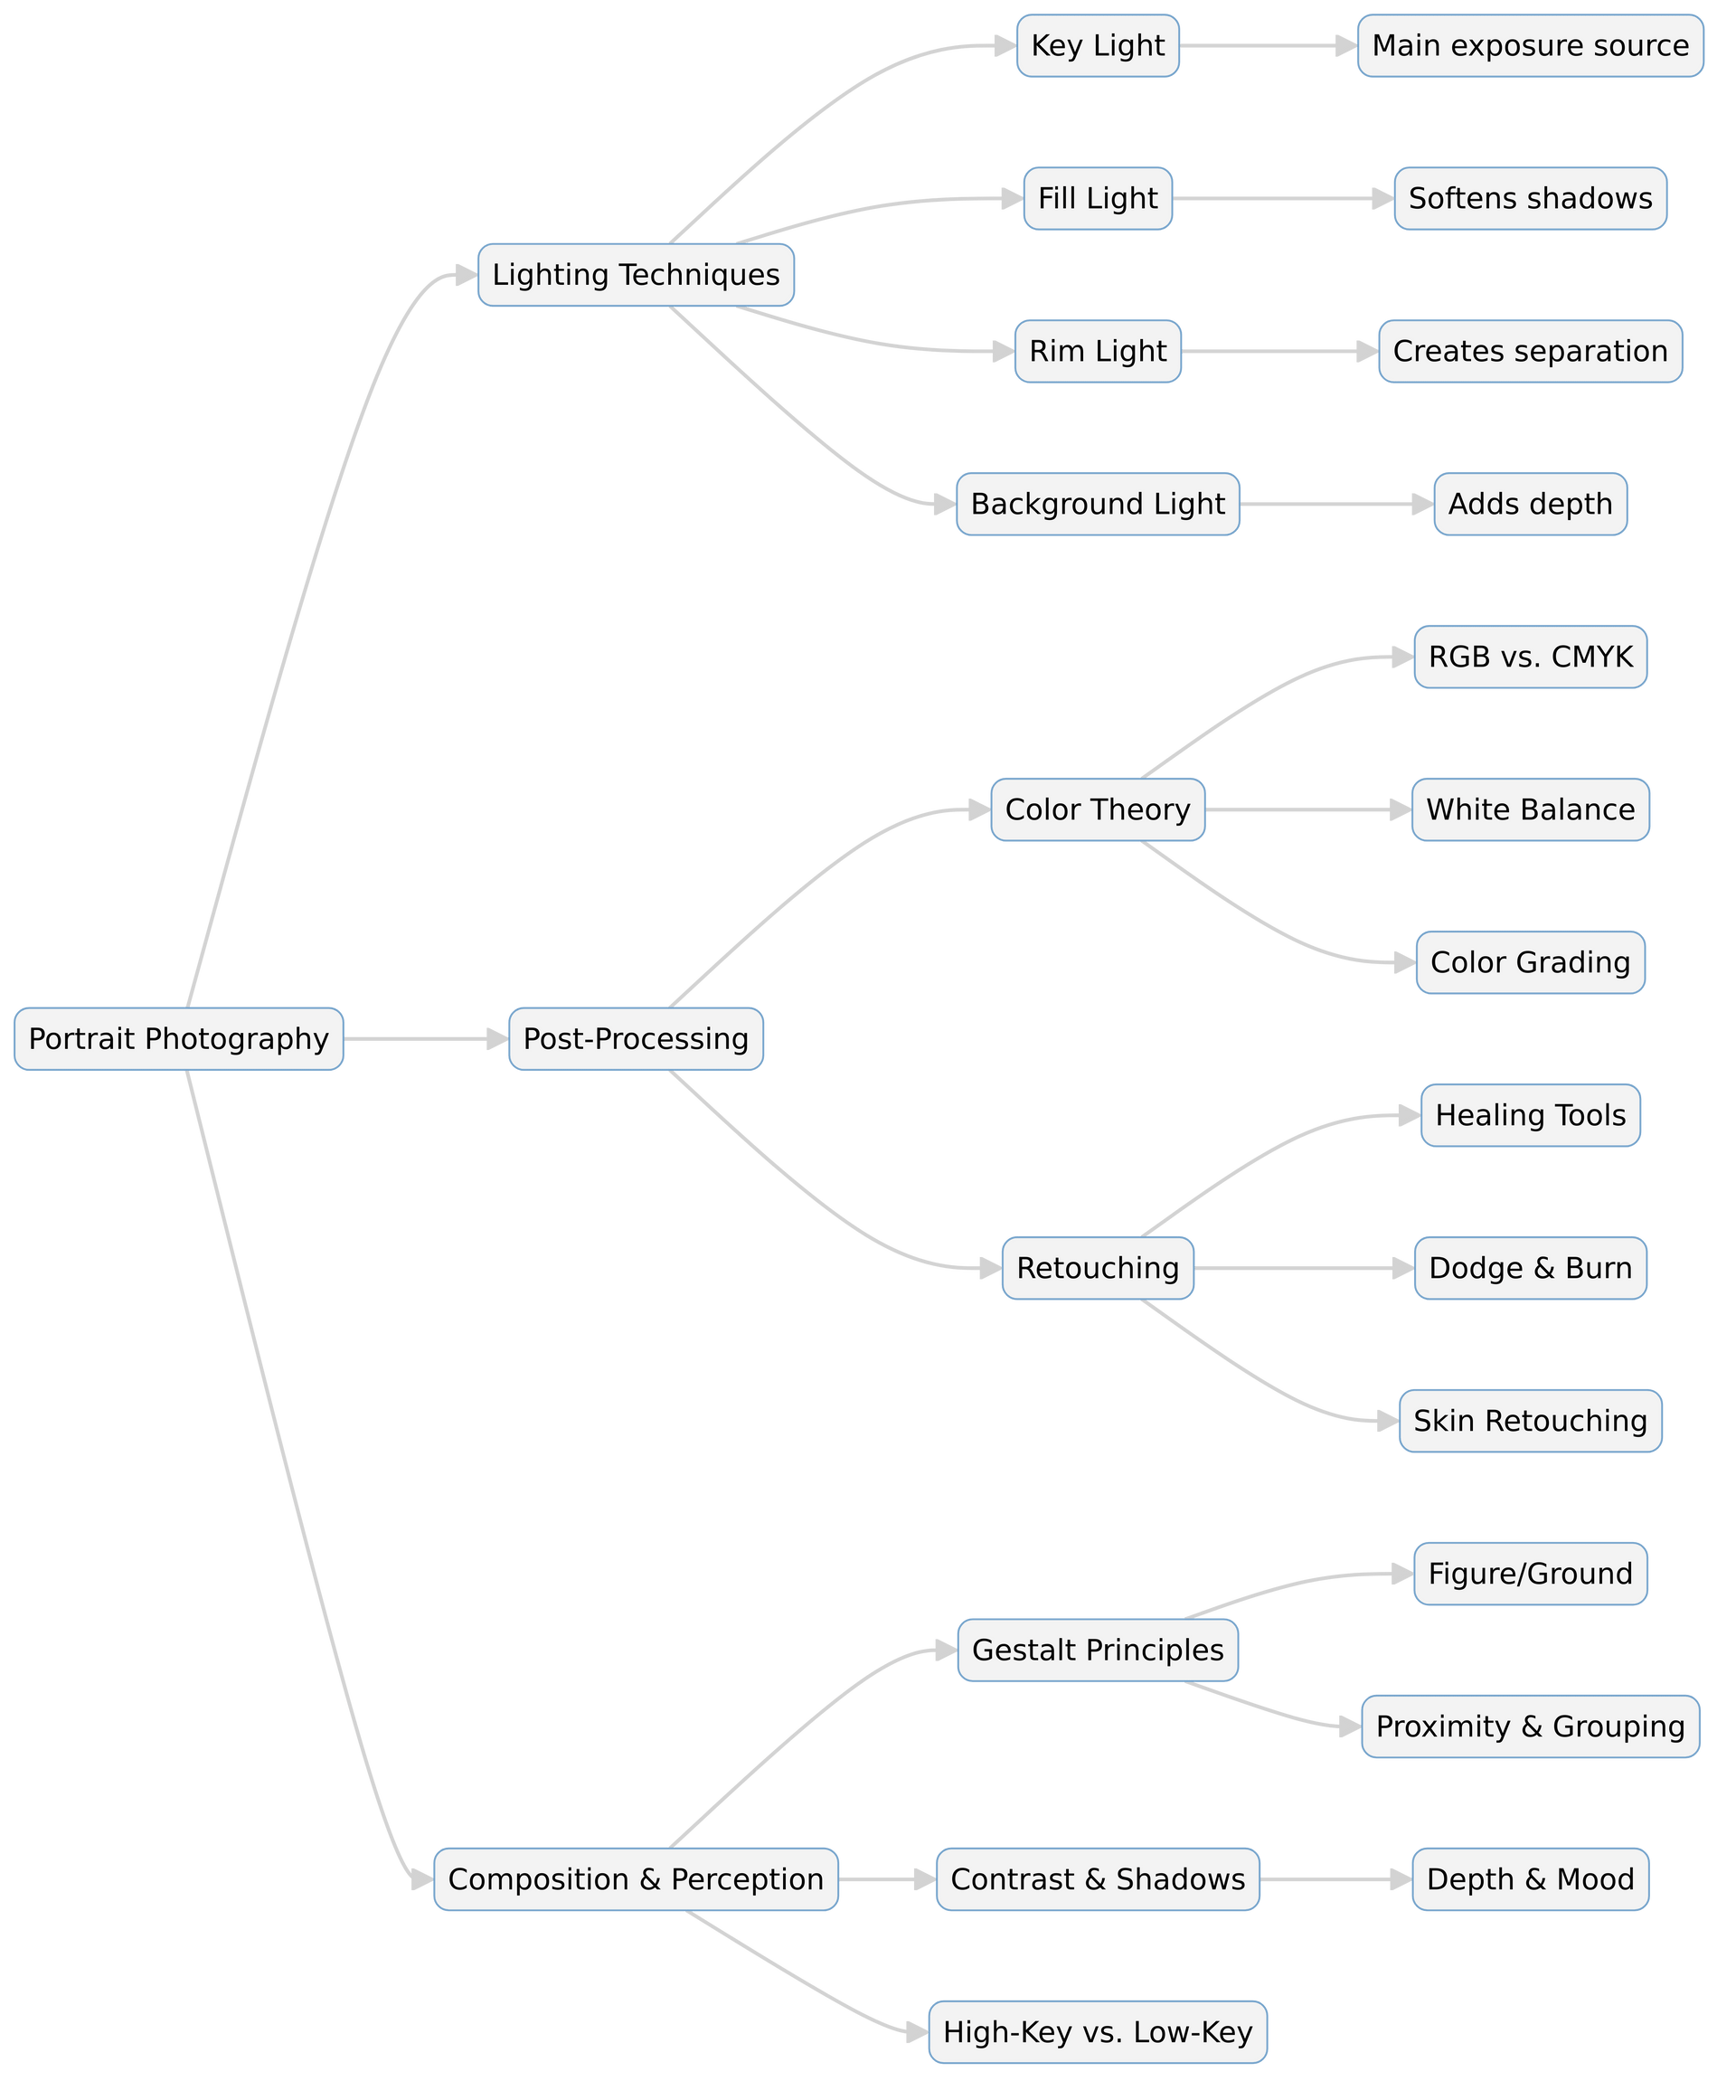 Portrait Photography
Lighting Techniques
Key Light
Main exposure source
Fill Light
Softens shadows
Rim Light
Creates separation
Background Light
Adds depth
Post-Processing
Color Theory
RGB vs. CMYK
White Balance
Color Grading
Retouching
Healing Tools
Dodge & Burn
Skin Retouching
Composition & Perception
Gestalt Principles
Figure/Ground
Proximity & Grouping
Contrast & Shadows
Depth & Mood
High-Key vs. Low-Key